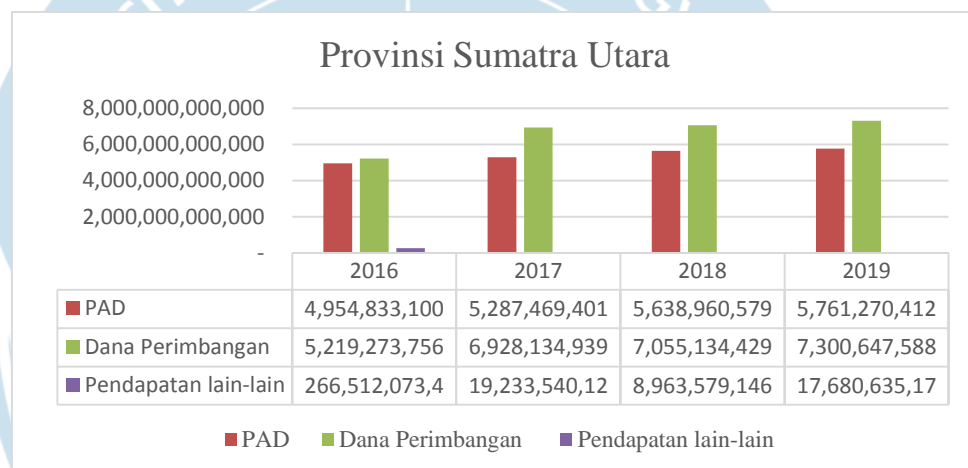 Provinsi Sumatra Utara
8,000,000,000,000
6,000,000,000,000
4,000,000,000,000
2,000,000,000,000
-
2016 2017 2018 2019
PAD 4,954,833,100 5,287,469,401 5,638,960,579 5,761,270,412
Dana Perimbangan 5,219,273,756 6,928,134,939 7,055,134,429 7,300,647,588
Pendapatan lain-lain 266,512,073,4 19,233,540,12 8,963,579,146 17,680,635,17
PAD Dana Perimbangan Pendapatan lain-lain